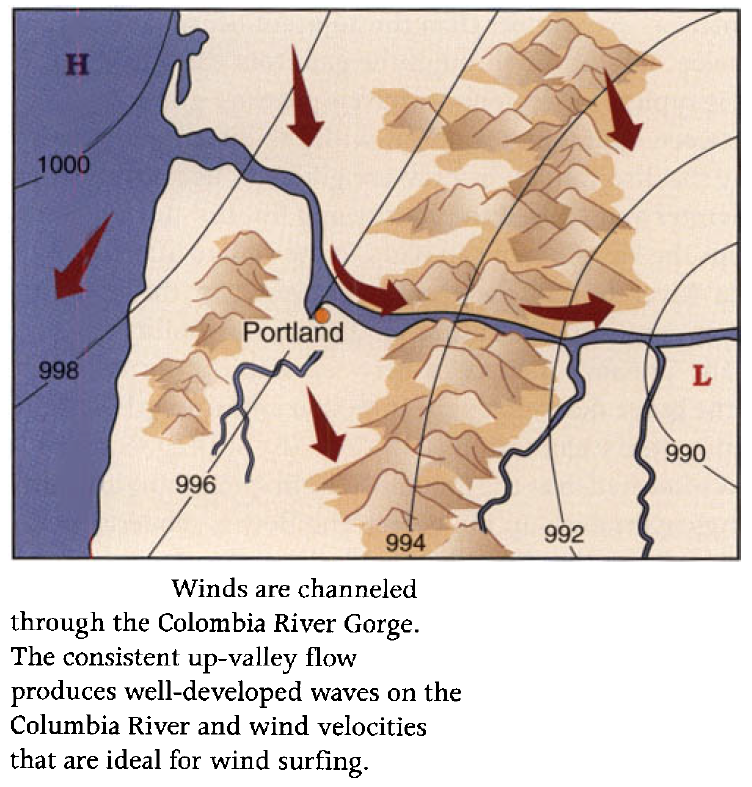 H
1000
Portland
998
L
990
996
992
994
Winds are channeled
through the Colombia River Gorge.
The consistent up-valley flow
produces well-developed waves on the
Columbia River and wind velocities
that are ideal for wind surfing.